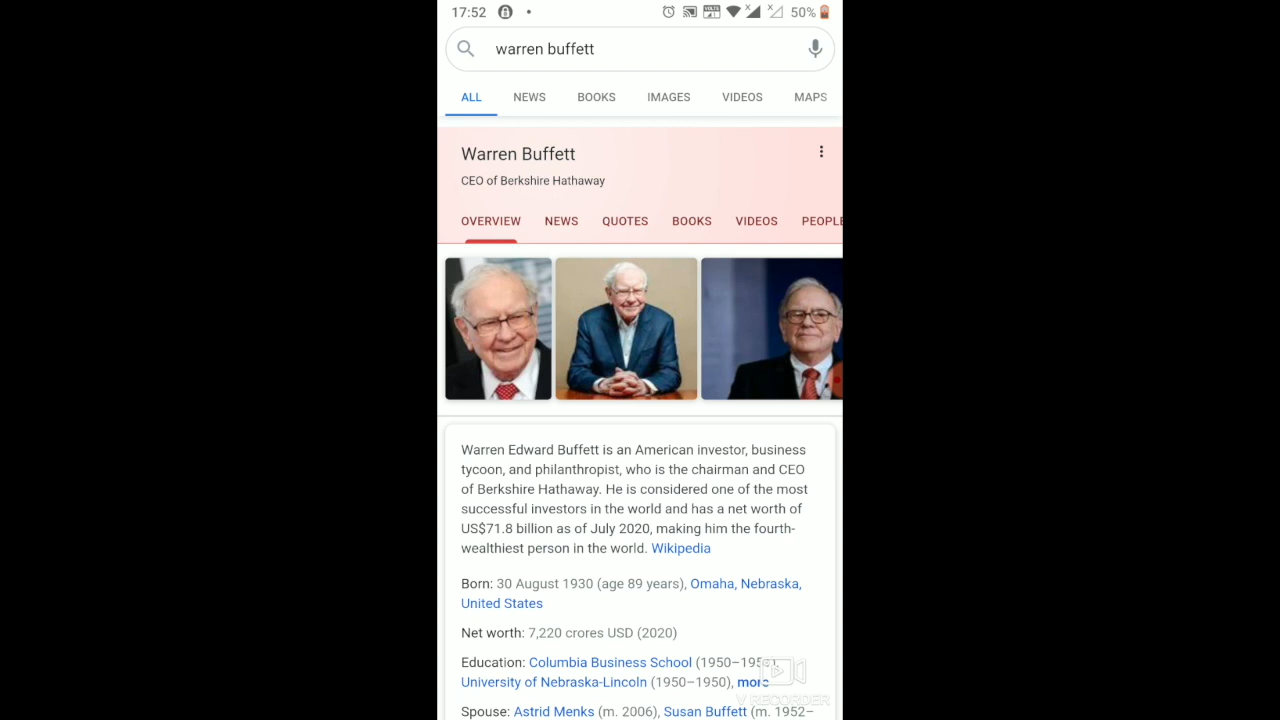 17:52
VOLTE
50%
warren buffett
ALL NEWS BOOKS IMAGES VIDEOS MAPS
Warren Buffett
CEO of Berkshire Hathaway
OVERVIEW NEWS QUOTES BOOKS VIDEOS PEOPLE
Warren Edward Buffett is an American investor, business
tycoon, and philanthropist, who is the chairman and CEO
of Berkshire Hathaway. He is considered one of the most
successful investors in the world and has a net worth of
US$71.8 billion as of July 2020, making him the fourth-
wealthiest person in the world. Wikipedia
Born: 30 August 1930 (age 89 years), Omaha, Nebraska,
United States
Net worth: 7,220 crores USD (2020)
Education: Columbia Business School
University of Nebraska-Lincoln (1950–1950), more
Spouse: Astrid Menks (m. 2006), Susan Buffett (m. 1952–
V RECORDER